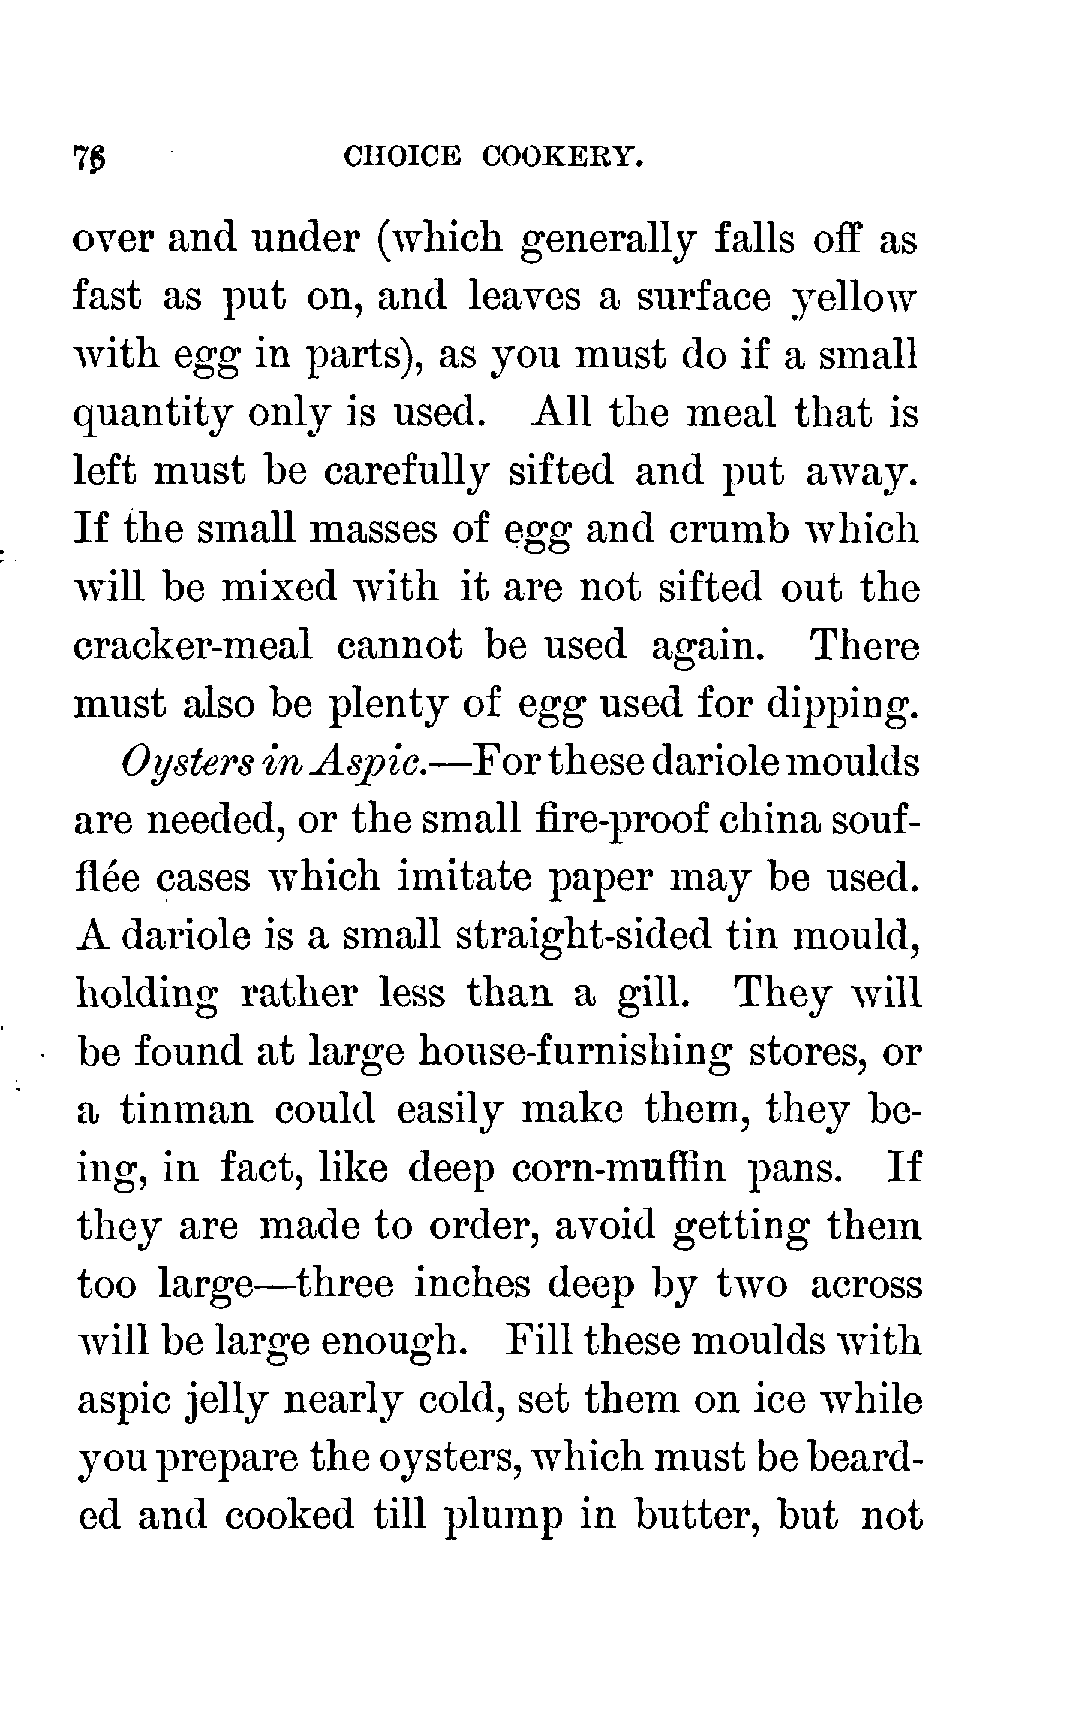 76 CHOICE COOKERY.
over and under (which generally falls off as
fast as put on, and leaves a surface yellow
with egg in parts), as you must do if a small
quantity only is used. All the meal that is
left must be carefully sifted and put away.
If the small masses of egg and crumb which
will be mixed with it are not sifted out the
cracker-meal cannot be used again. There
must also be plenty of egg used for dipping.
Oysters in Aspic.—For these dariole moulds
are needed, or the small fire-proof china souf-
flée cases which imitate paper may be used.
A dariole is a small straight-sided tin mould,
holding rather less than a gill. They will
be found at large house-furnishing stores, or
a tinman could easily make them, they be-
ing, in fact, like deep corn-muffin pans. If
they are made to order, avoid getting them
too large—three inches deep by two across
will be large enough. Fill these moulds with
aspic jelly nearly cold, set them on ice while
you prepare the oysters, which must be beard-
ed and cooked till plump in butter, but not